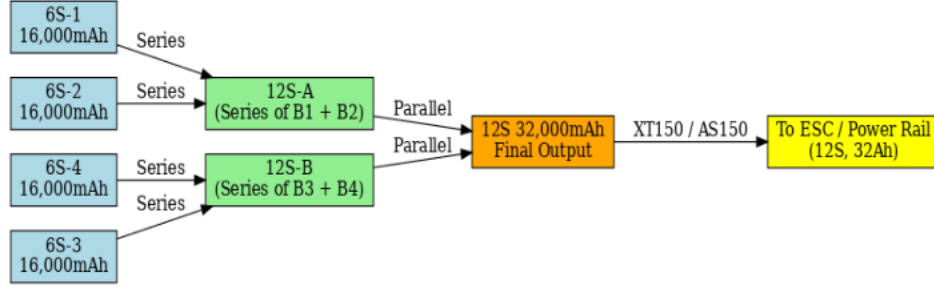 6S-1
16,000mAh
Series
6S-2
16,000mAh
Series
12S-A
(Series of B1 + B2)
Parallel
6S-4
16,000mAh
Series
12S-B
(Series of B3 + B4)
Parallel
6S-3
16,000mAh
Series
12S 32,000mAh
Final Output
XT150 / AS150
To ESC / Power Rail
(12S, 32Ah)